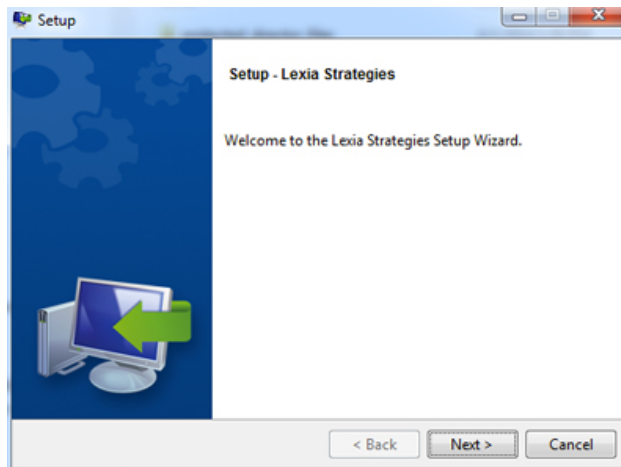 Setup
Setup - Lexia Strategies
Welcome to the Lexia Strategies Setup Wizard.
< Back Next > Cancel